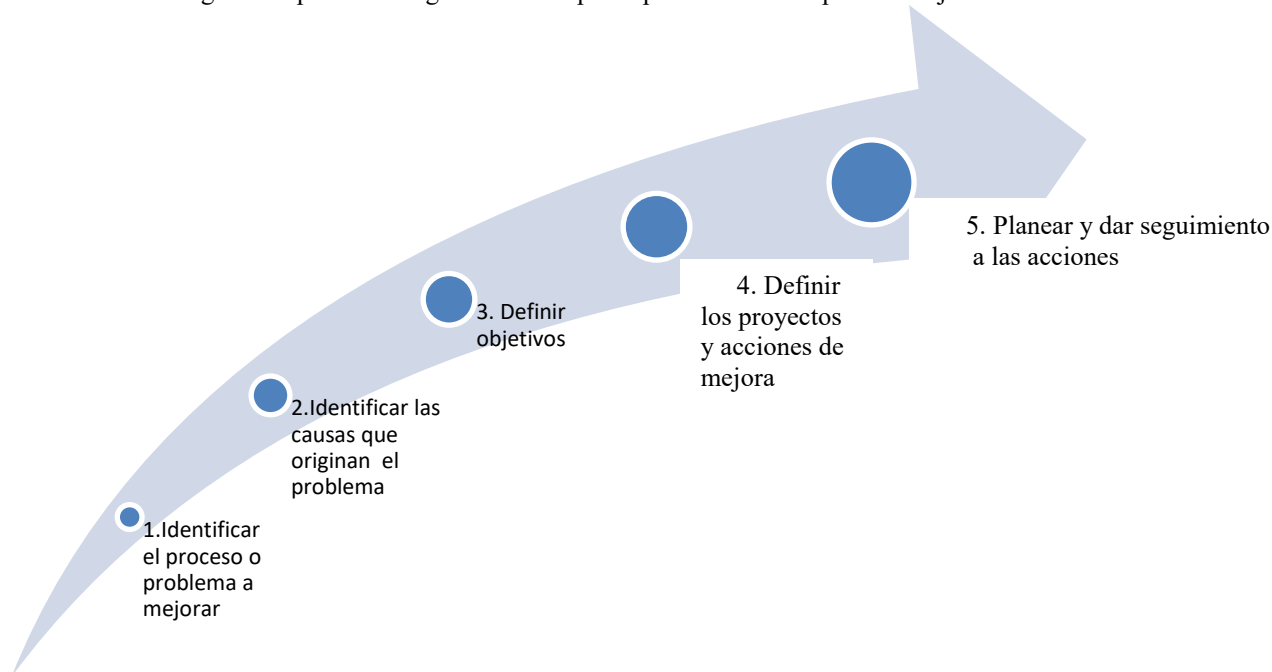 1.Identificar
el proceso o
problema a
mejorar
2.Identificar las
causas que
originan el
problema
3. Definir
objetivos
4. Definir
los proyectos
y acciones de
mejora
5. Planear y dar seguimiento
a las acciones